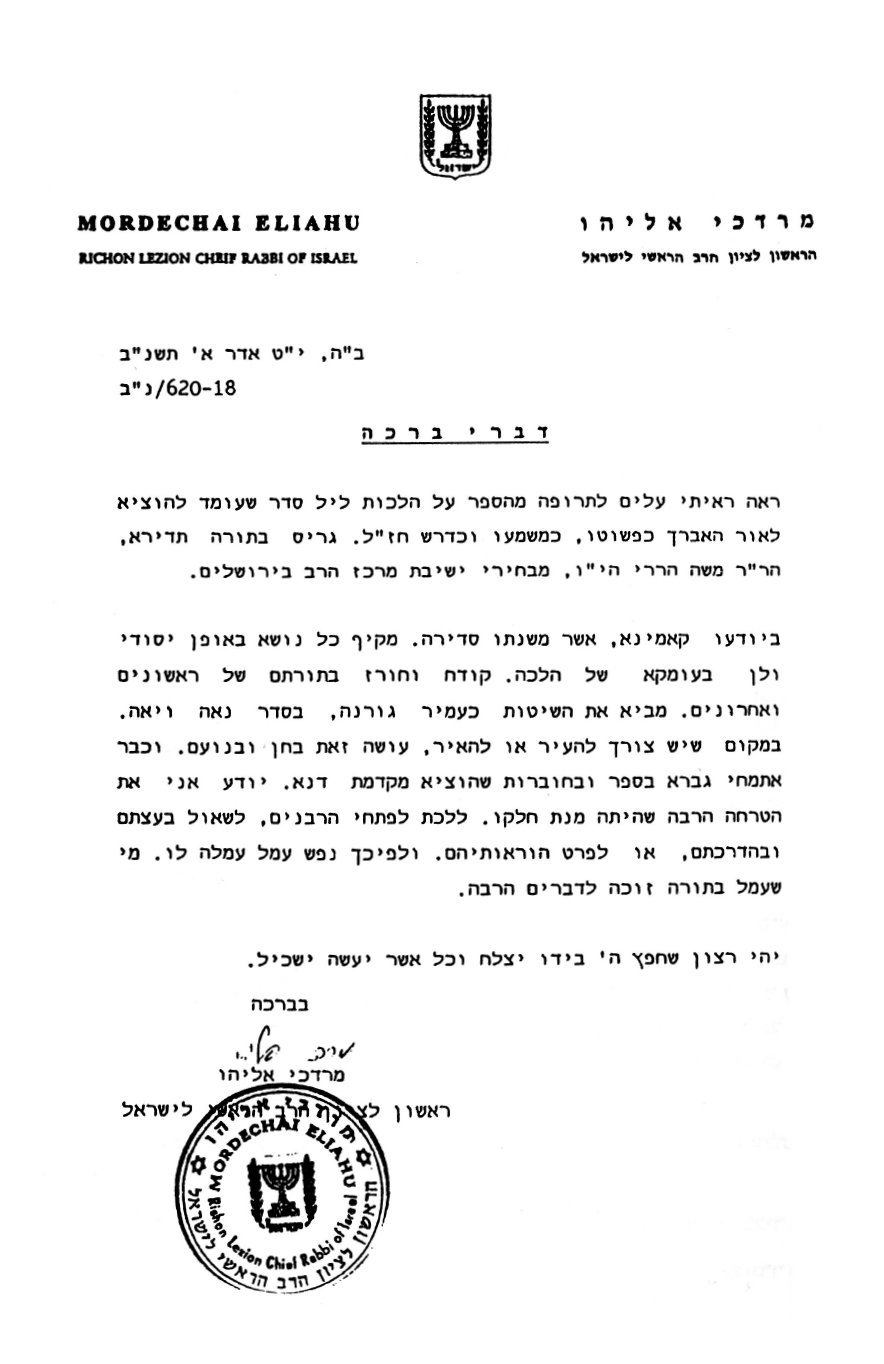 ישראל
MORDECHAI ELIAHU
מרדכי אליהו
RICHON LEZION CHEIF RABBI OF ISRAEL
הראשון לציון הרב הראשי לישראל
ב"ה, י"ט אדר א' תשנ"ב
620-18/נ"ב
דברי ברכה
ראה ראיתי עלים לתרופה מהספר על הלכות ליל סדר שעומד להוציא
לאור האברך כפשוטו, כמשמעו וכדרש חז"ל. גריס בתורה תדירא,
הר"ר משה הררי הי"ו, מבחירי ישיבת מרכז הרב בירושלים.
ביודעו קאמינא, אשר משנתו סדירה. מקיף כל נושא באופן יסודי
ולן בעומקא של הלכה. קודח וחורז בתורתם של ראשונים
ואחרונים. מביא את השיטות כעמיר גורנה, בסדר נאה ויאה.
במקום שיש צורך להעיר או להאיר, עושה זאת בחן ובנועם. וכבר
אתמחי גברא בספר ובחוברות שהוציא מקדמת דנא. יודע אני את
הטרחה הרבה שהיתה מנת חלקו. ללכת לפתחי הרבנים, לשאול בעצתם
ובהדרכתם, או לפרט הוראותיהם. ולפיכך נפש עמל עמלה לו. מי
שעמל בתורה זוכה לדברים הרבה.
יהי רצון שחפץ ה' בידו יצלח וכל אשר יעשה ישכיל.
בברכה
מרדכי אליהו
ראשון לציון הרב הראשי לישראל
מרדכי אליהו
MORDECHAI ELIAHU
Rishon Lezion Chief Rabbi of Israel
הראשון לציון הרב הראשי לישראל